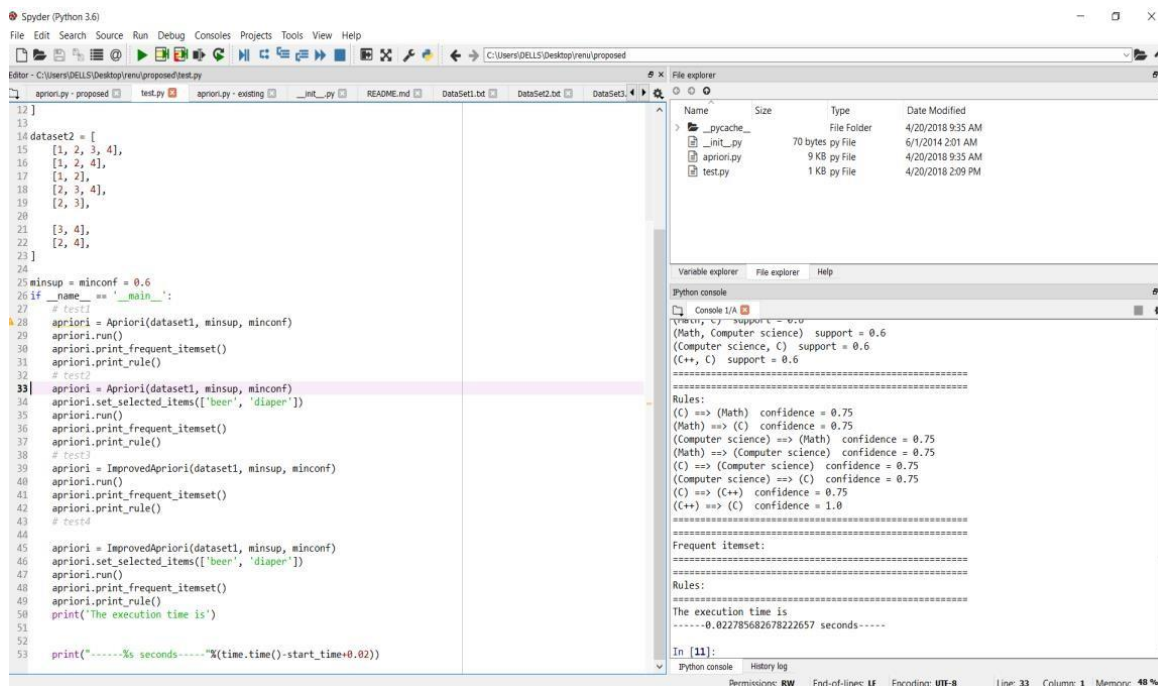 Spyder (Python 3.6)
File Edit Search Source Run Debug Consoles Projects Tools View Help
C:\Users\DELLS\Desktop\renu\proposed
Editor - C:\Users\DELLS\Desktop\renu\proposed\test.py
apriori.py - proposed test.py apriori.py - existing __init__.py README.md DataSet1.txt DataSet2.txt DataSet3.
12 ]
13
14 dataset2 = [
15 [1, 2, 3, 4],
16 [1, 2, 4],
17 [1, 2],
18 [2, 3, 4],
19 [2, 3],
20
21 [3, 4],
22 [2, 4],
23 ]
24
25 minsup = minconf = 0.6
26 if __name__ == '__main__':
27 # test1
28 apriori = Apriori(dataset1, minsup, minconf)
29 apriori.run()
30 apriori.print_frequent_itemset()
31 apriori.print_rule()
32 # test2
33 apriori = Apriori(dataset1, minsup, minconf)
34 apriori.set_selected_items(['beer', 'diaper'])
35 apriori.run()
36 apriori.print_frequent_itemset()
37 apriori.print_rule()
38 # test3
39 apriori = ImprovedApriori(dataset1, minsup, minconf)
40 apriori.run()
41 apriori.print_frequent_itemset()
42 apriori.print_rule()
43 # test4
44
45 apriori = ImprovedApriori(dataset1, minsup, minconf)
46 apriori.set_selected_items(['beer', 'diaper'])
47 apriori.run()
48 apriori.print_frequent_itemset()
49 apriori.print_rule()
50 print('The execution time is')
51
52
53 print("------%s seconds-----"%(time.time()-start_time+0.02))
File explorer
Name Size Type Date Modified
__pycache__ File Folder 4/20/2018 9:35 AM
__init__.py 70 bytes py File 6/1/2014 2:01 AM
apriori.py 9 KB py File 4/20/2018 9:35 AM
test.py 1 KB py File 4/20/2018 2:09 PM
Variable explorer File explorer Help
IPython console
Console 1/A
(Math, C) support = 0.6
(Math, Computer science) support = 0.6
(Computer science, C) support = 0.6
(C++, C) support = 0.6
======================================================
======================================================
Rules:
(C) ==> (Math) confidence = 0.75
(Math) ==> (C) confidence = 0.75
(Computer science) ==> (Math) confidence = 0.75
(Math) ==> (Computer science) confidence = 0.75
(C) ==> (Computer science) confidence = 0.75
(Computer science) ==> (C) confidence = 0.75
(C) ==> (C++) confidence = 0.75
(C++) ==> (C) confidence = 1.0
======================================================
======================================================
Frequent itemset:
======================================================
======================================================
Rules:
======================================================
The execution time is
------0.022785682678222657 seconds-----
In [11]:
IPython console History log
Permissions: RW End-of-lines: LF Encoding: UTF-8 Line: 33 Column: 1 Memory: 48 %